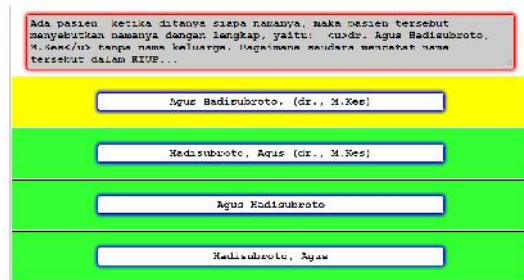 Ada pasien ketika ditanya siapa namanya, maka pasien tersebut
menyebutkan namanya dengan lengkap, yaitu: <u>dr. Agus Hadisubroto,
M.Kes</u> tanpa nama keluarga. Bagaimana saudara mencatat nama
tersebut dalam KIUP...
Agus Hadisubroto, (dr., M.Kes)
Hadisubroto, Agus (dr., M.Kes)
Agus Hadisubroto
Hadisubroto, Agus